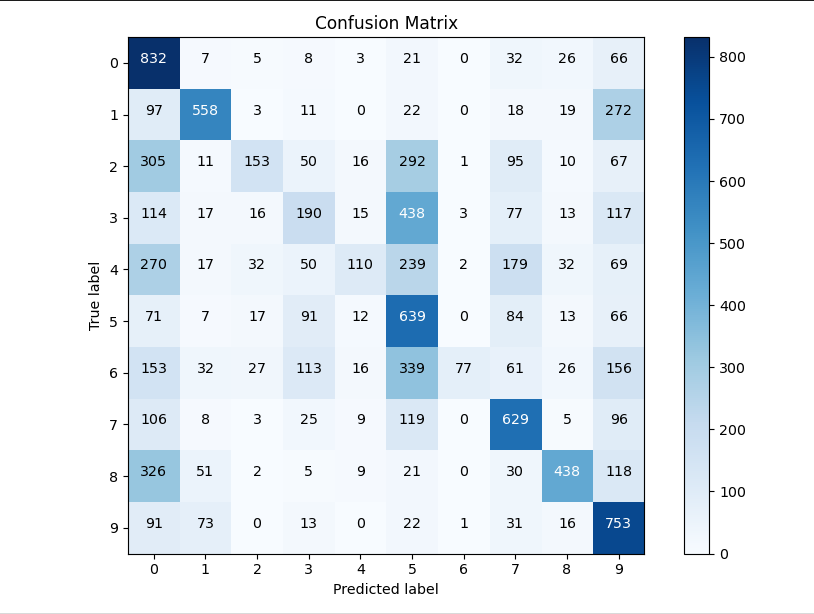 Confusion Matrix
0 832 7 5 8 3 21 0 32 26 66
1 97 558 3 11 0 22 0 18 19 272
2 305 11 153 50 16 292 1 95 10 67
3 114 17 16 190 15 438 3 77 13 117
4 270 17 32 50 110 239 2 179 32 69
5 71 7 17 91 12 639 0 84 13 66
6 153 32 27 113 16 339 77 61 26 156
7 106 8 3 25 9 119 0 629 5 96
8 326 51 2 5 9 21 0 30 438 118
9 91 73 0 13 0 22 1 31 16 753
0 1 2 3 4 5 6 7 8 9
Predicted label
True label
800
700
600
500
400
300
200
100
0